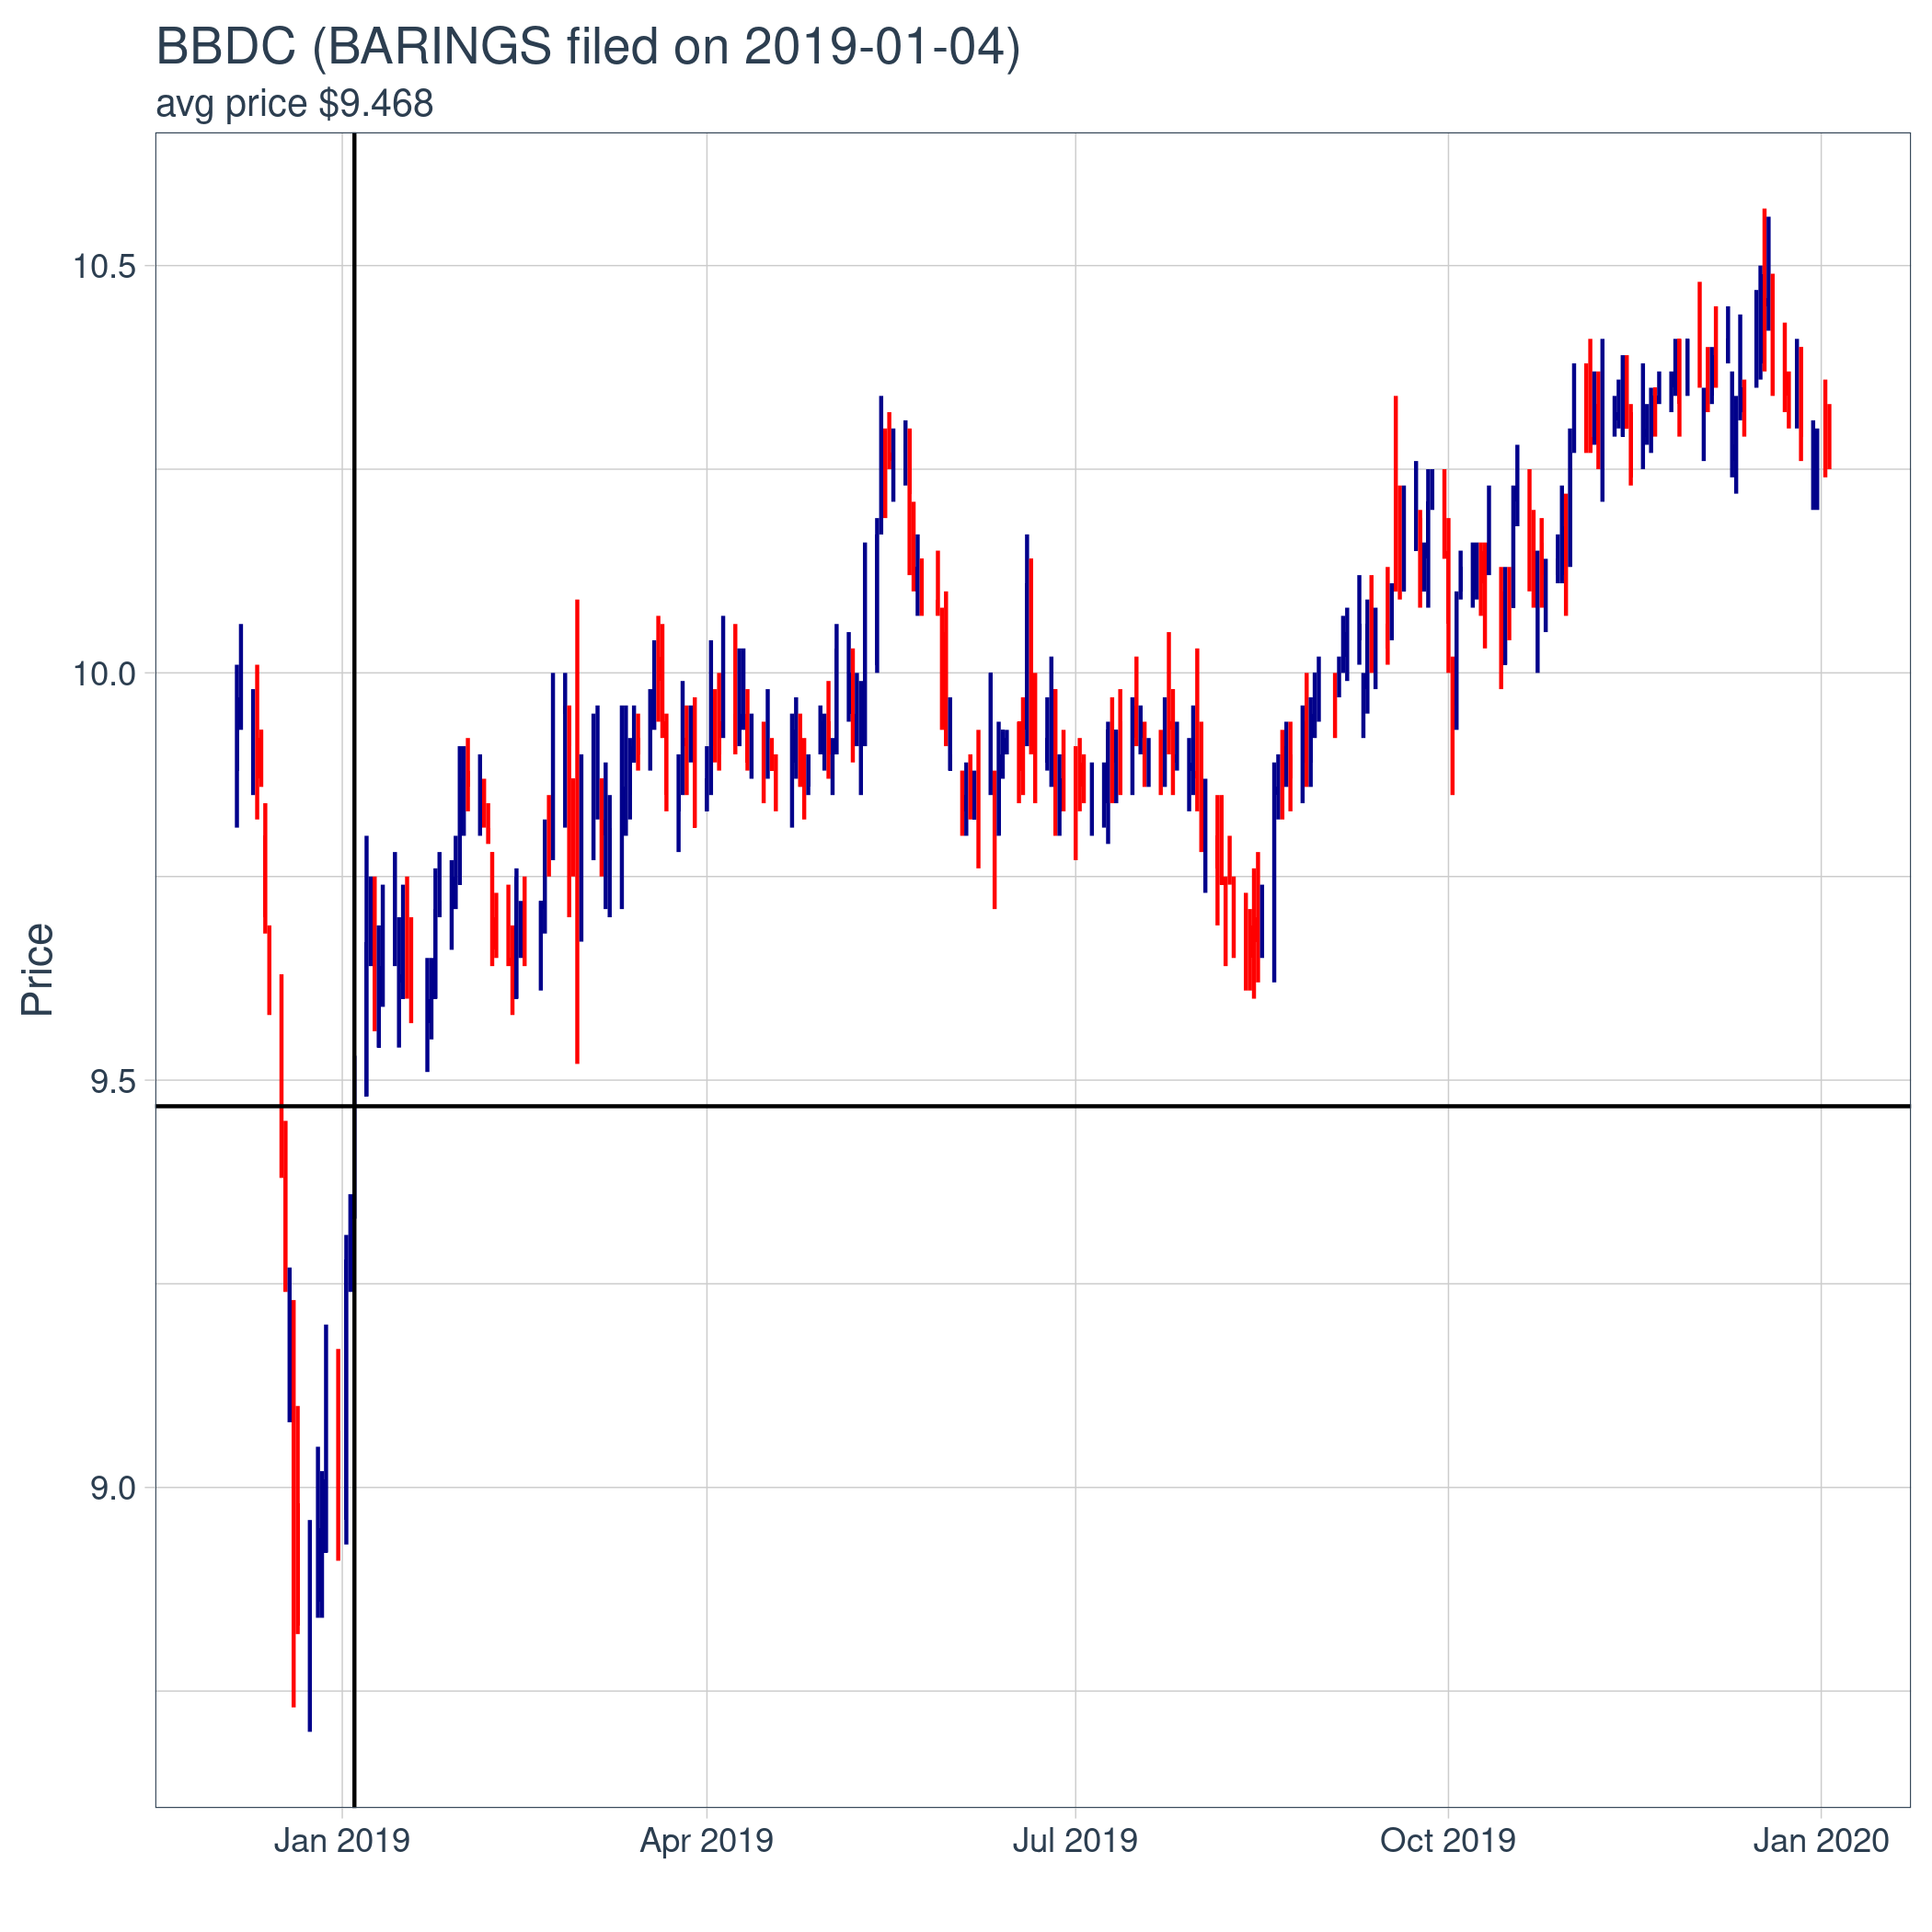 BBDC (BARINGS filed on 2019-01-04)
avg price $9.468
10.5
10.0
9.5
9.0
Price
Jan 2019
Apr 2019
Jul 2019
Oct 2019
Jan 2020